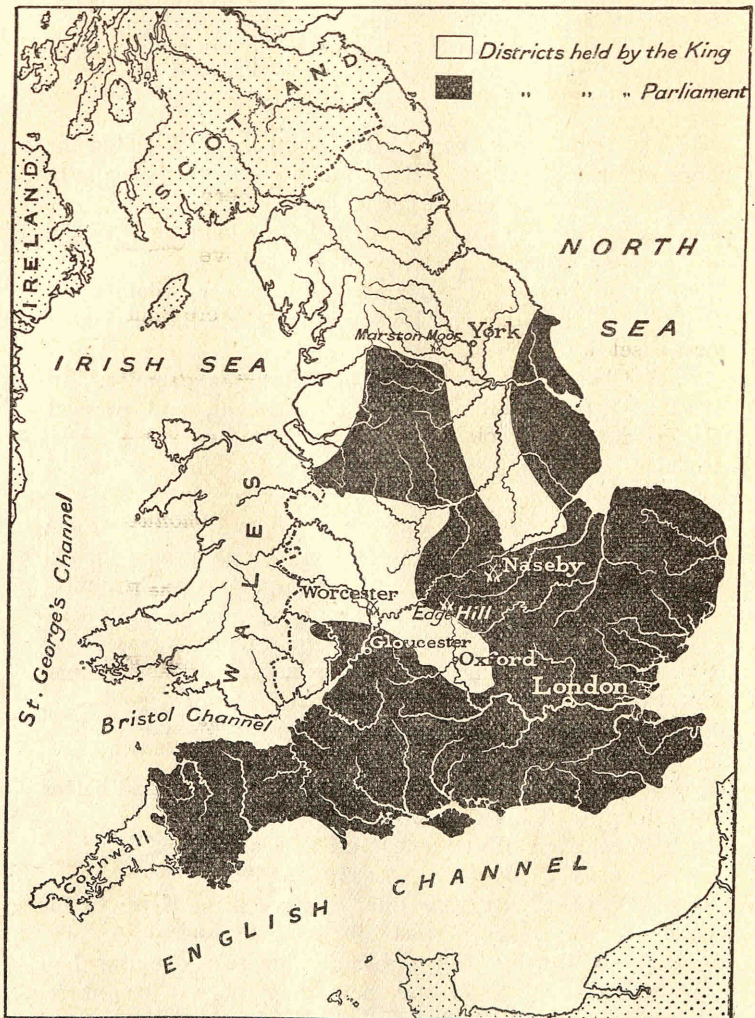 Districts held by the King
" " " Parliament
SCOTLAND
IRELAND
NORTH
SEA
Marston Moor
York
IRISH SEA
WALES
St. George's Channel
Naseby
Worcester
Edge Hill
Gloucester
Oxford
London
Bristol Channel
Cornwall
ENGLISH CHANNEL